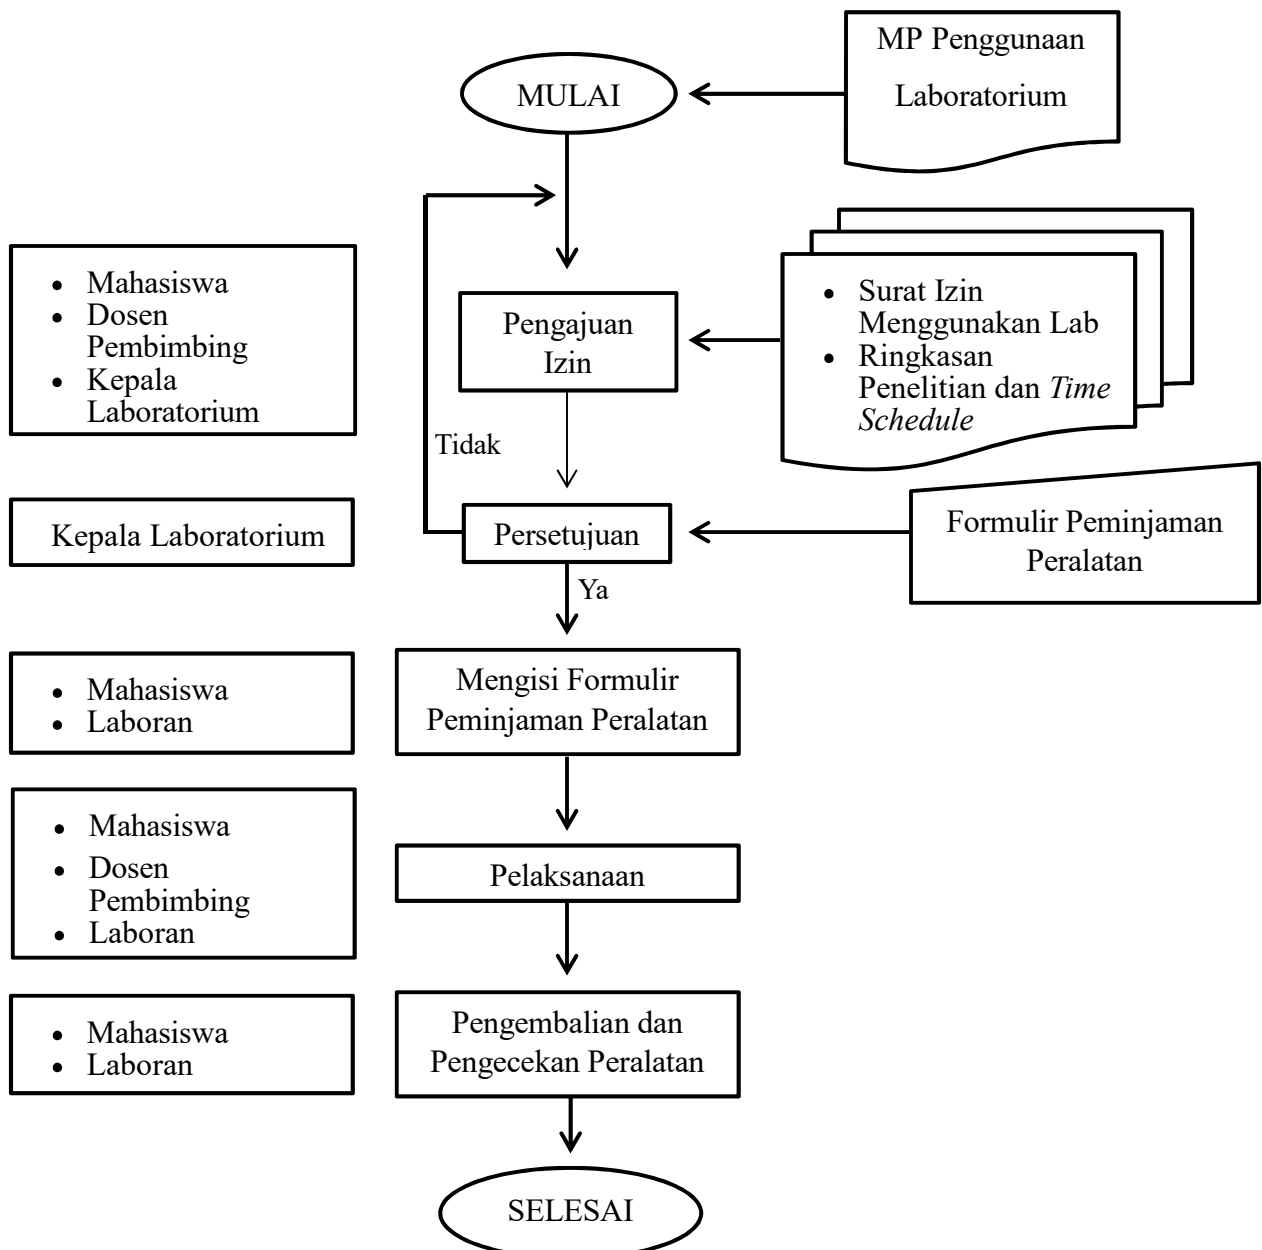 MP Penggunaan
Laboratorium
MULAI
• Mahasiswa
• Dosen
Pembimbing
• Kepala
Laboratorium
Pengajuan
Izin
• Surat Izin
Menggunakan Lab
• Ringkasan
Penelitian dan Time
Schedule
Tidak
Kepala Laboratorium
Persetujuan
Formulir Peminjaman
Peralatan
Ya
• Mahasiswa
• Laboran
Mengisi Formulir
Peminjaman Peralatan
• Mahasiswa
• Dosen
Pembimbing
• Laboran
Pelaksanaan
• Mahasiswa
• Laboran
Pengembalian dan
Pengecekan Peralatan
SELESAI